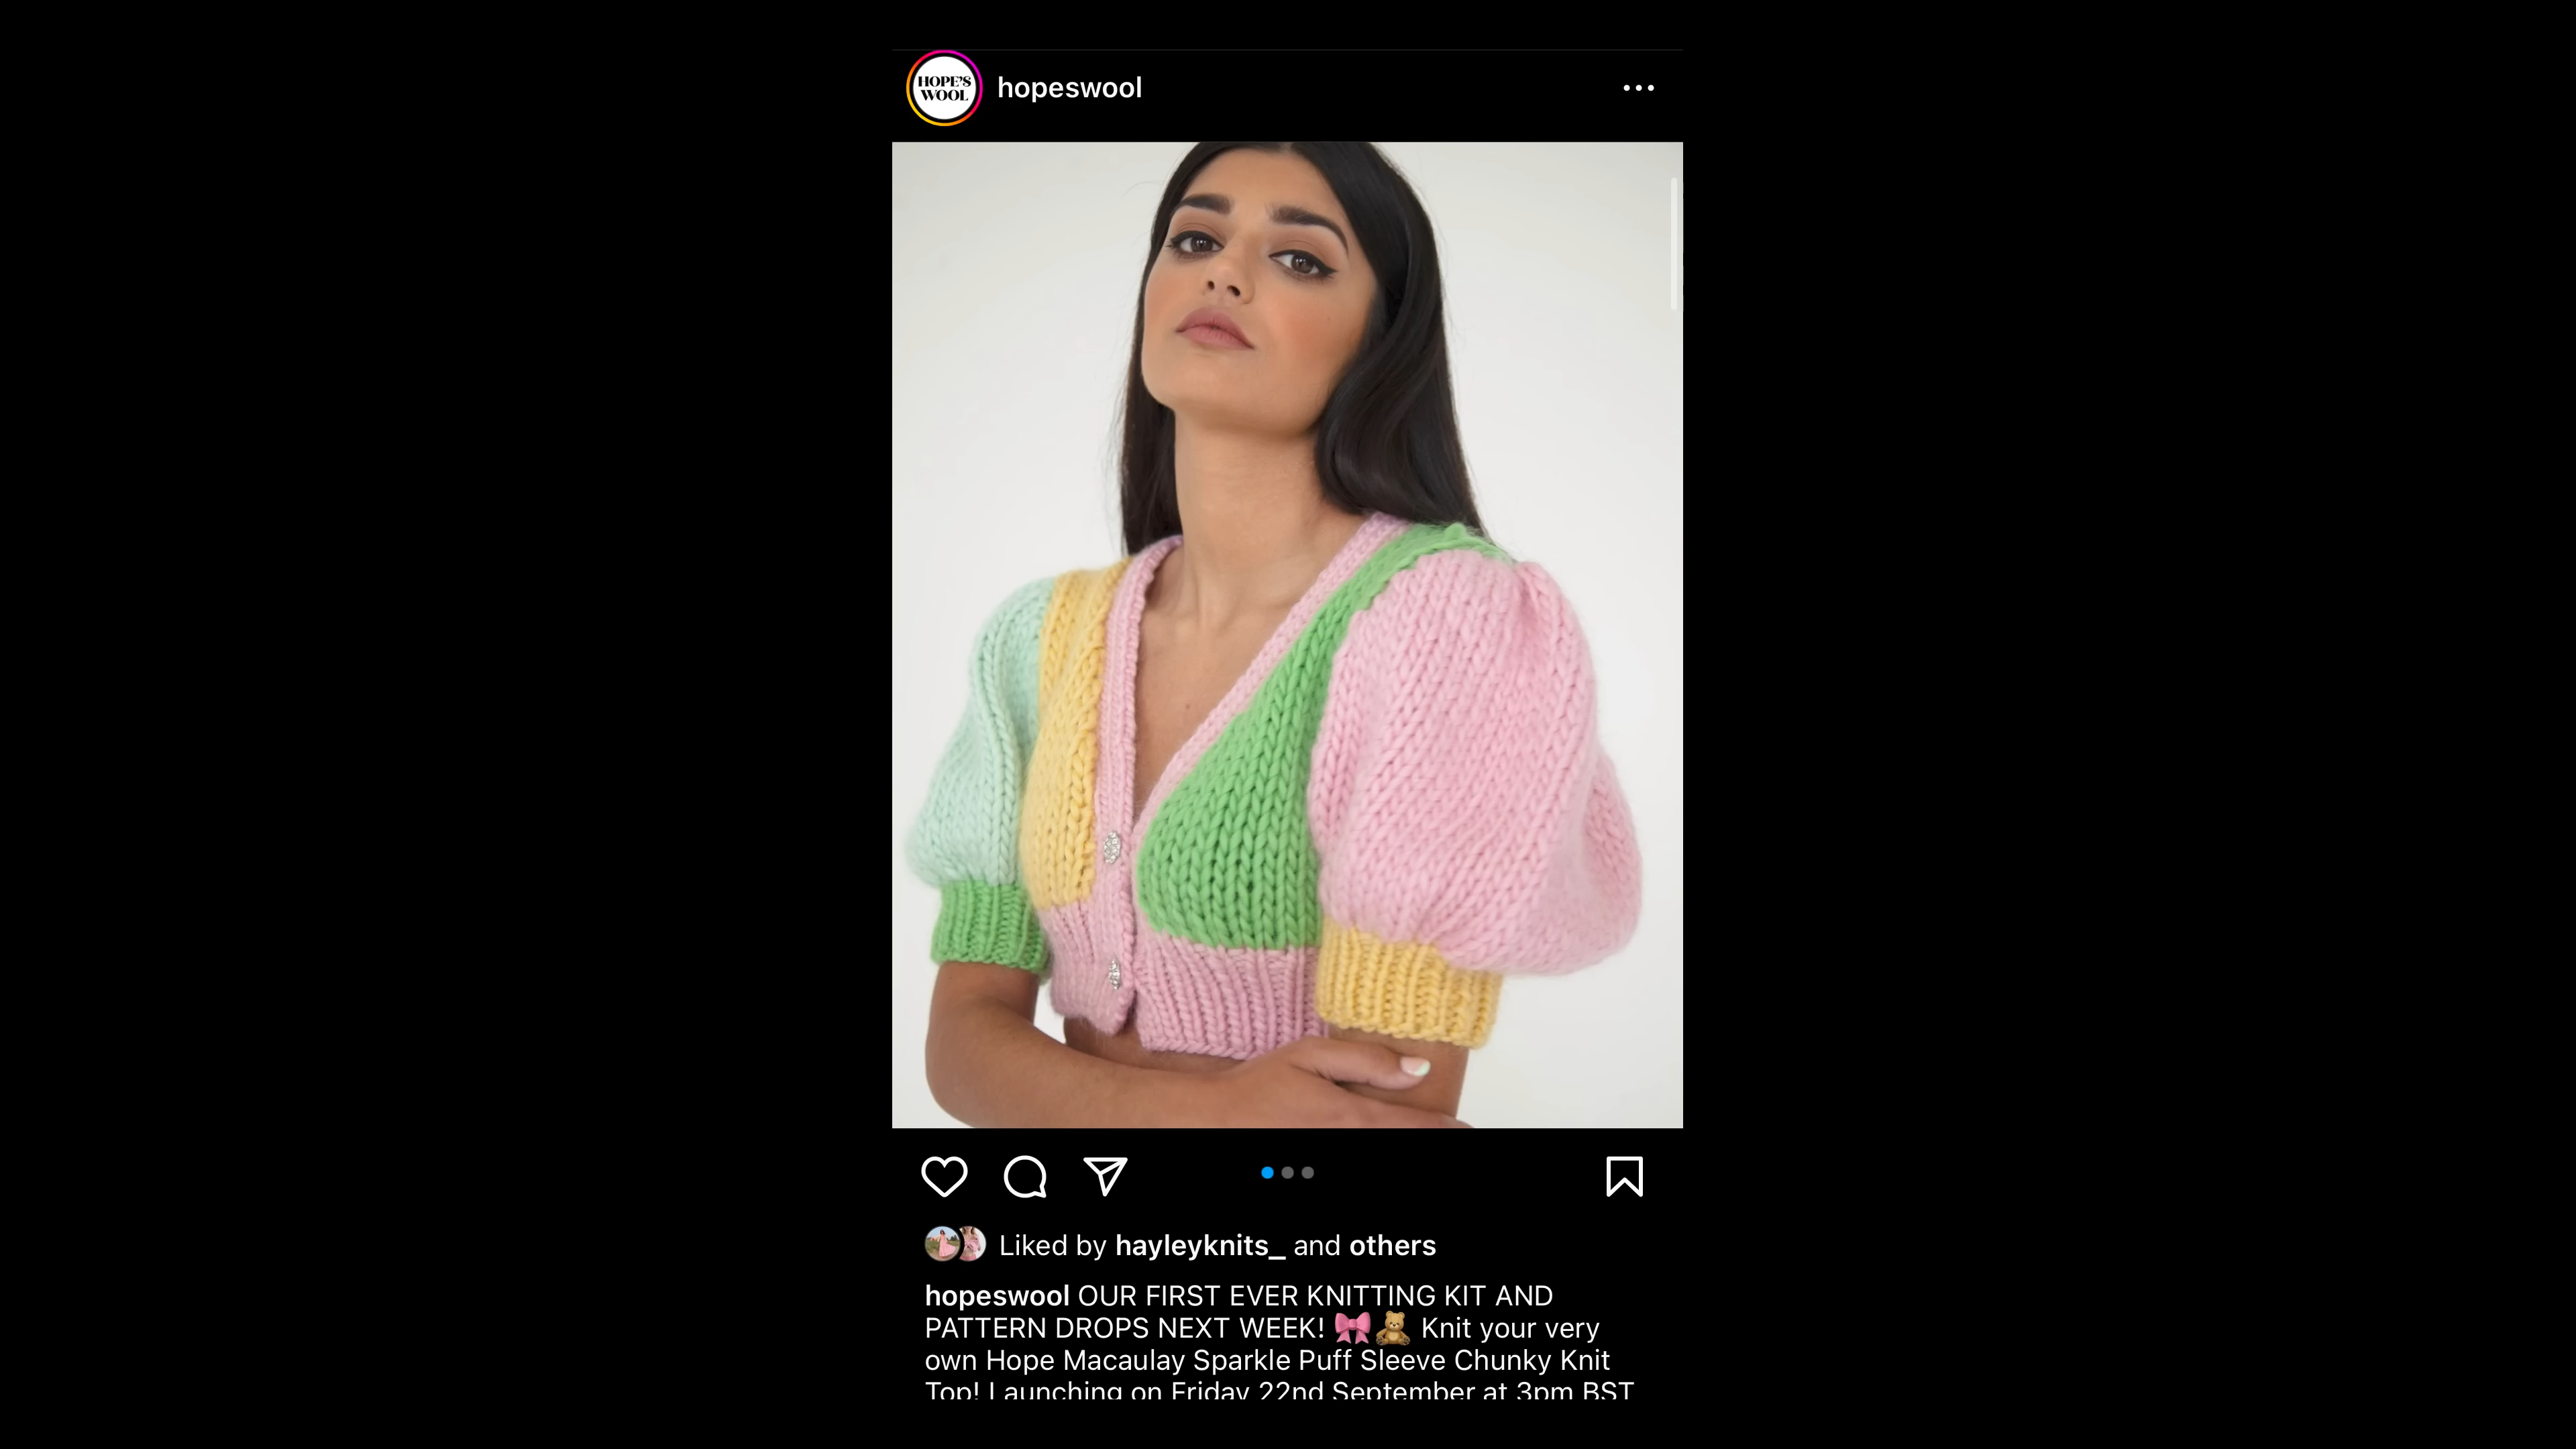 HOPE'S
WOOL
hopeswool
Liked by hayleyknits_ and others
hopeswool OUR FIRST EVER KNITTING KIT AND
PATTERN DROPS NEXT WEEK! 🎀🧸 Knit your very
own Hope Macaulay Sparkle Puff Sleeve Chunky Knit
Top! Launching on Friday 22nd September at 3pm BST